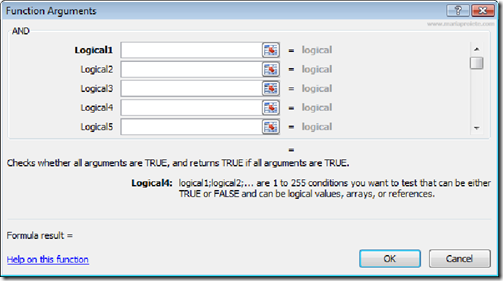 Function Arguments
AND
Logical1 = logical
Logical2 = logical
Logical3 = logical
Logical4 = logical
Logical5 = logical
=
Checks whether all arguments are TRUE, and returns TRUE if all arguments are TRUE.
Logical4: logical1;logical2;... are 1 to 255 conditions you want to test that can be either
TRUE or FALSE and can be logical values, arrays, or references.
Formula result =
Help on this function
OK Cancel